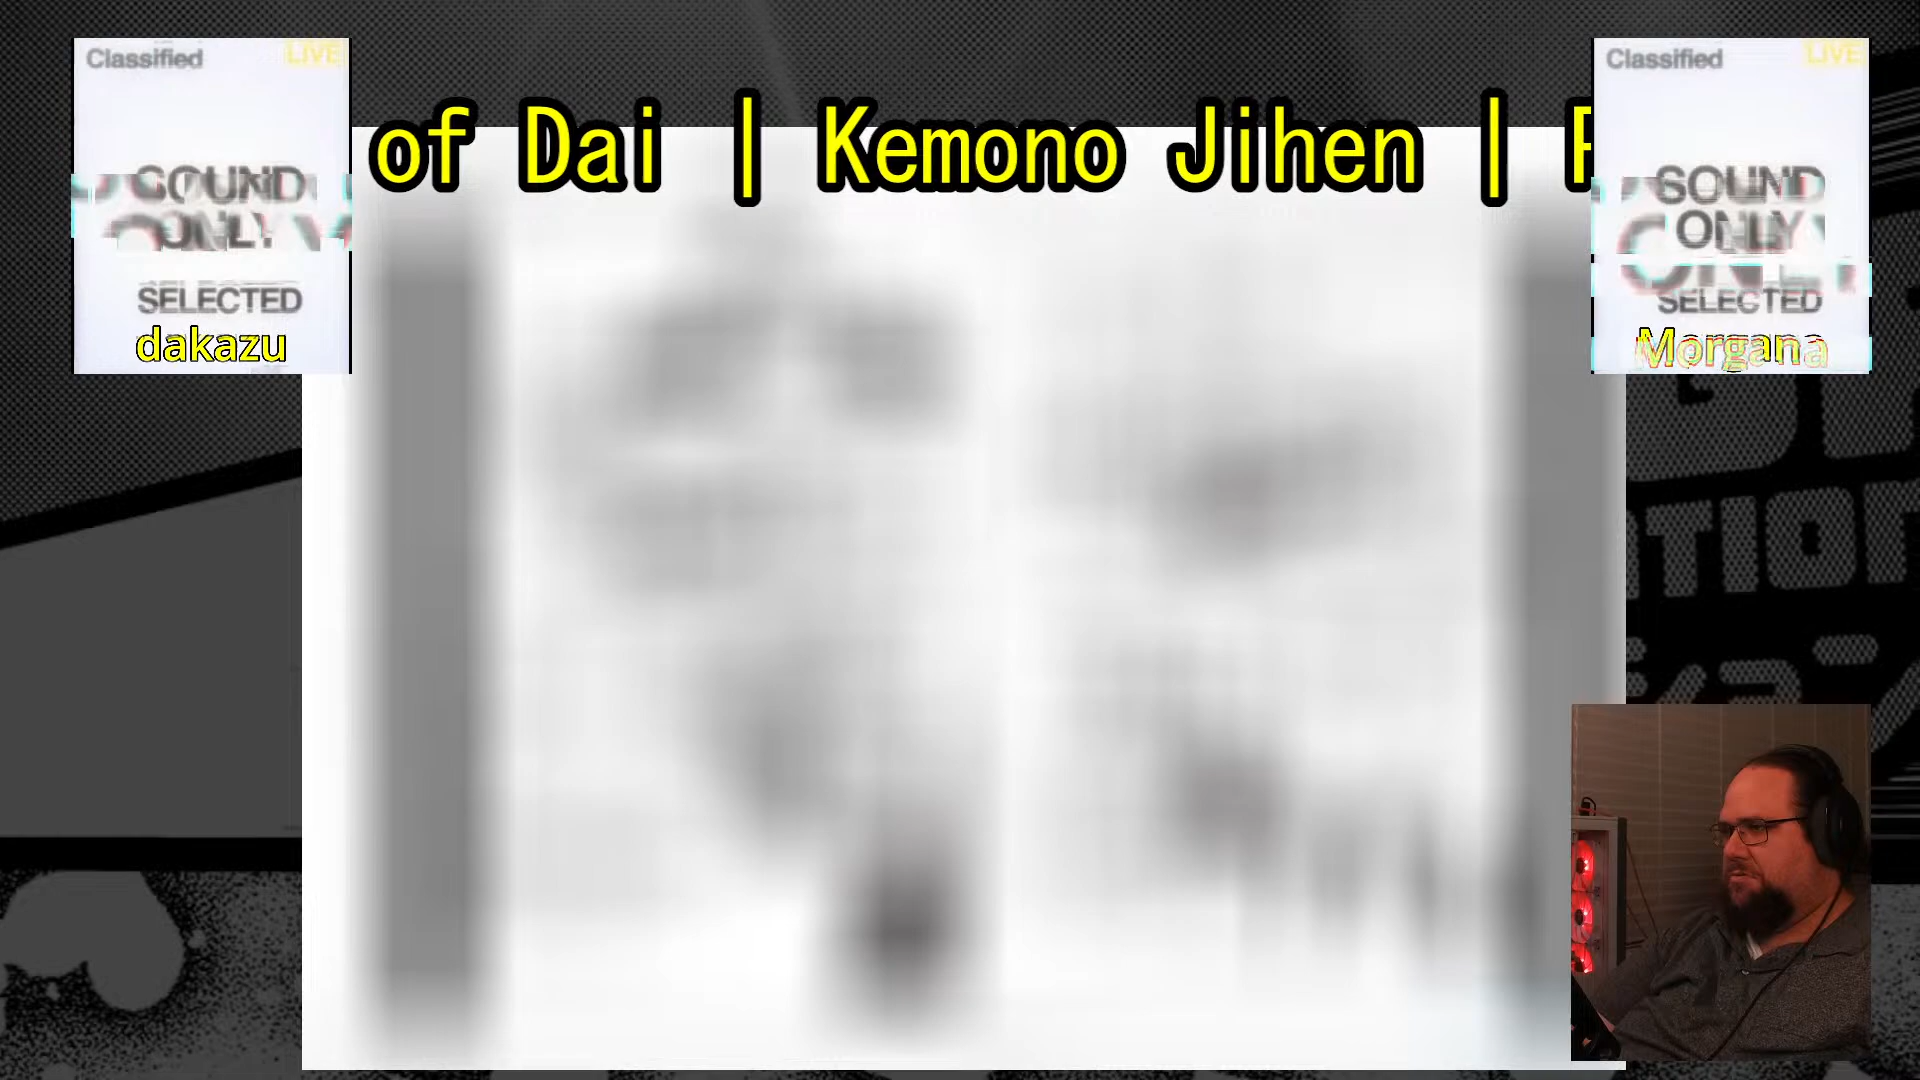 Classified LIVE
Classified LIVE
of Dai | Kemono Jihen |
SOUND
ONLY
SELECTED
dakazu
SOUND
ONLY
SELECTED
Morgana